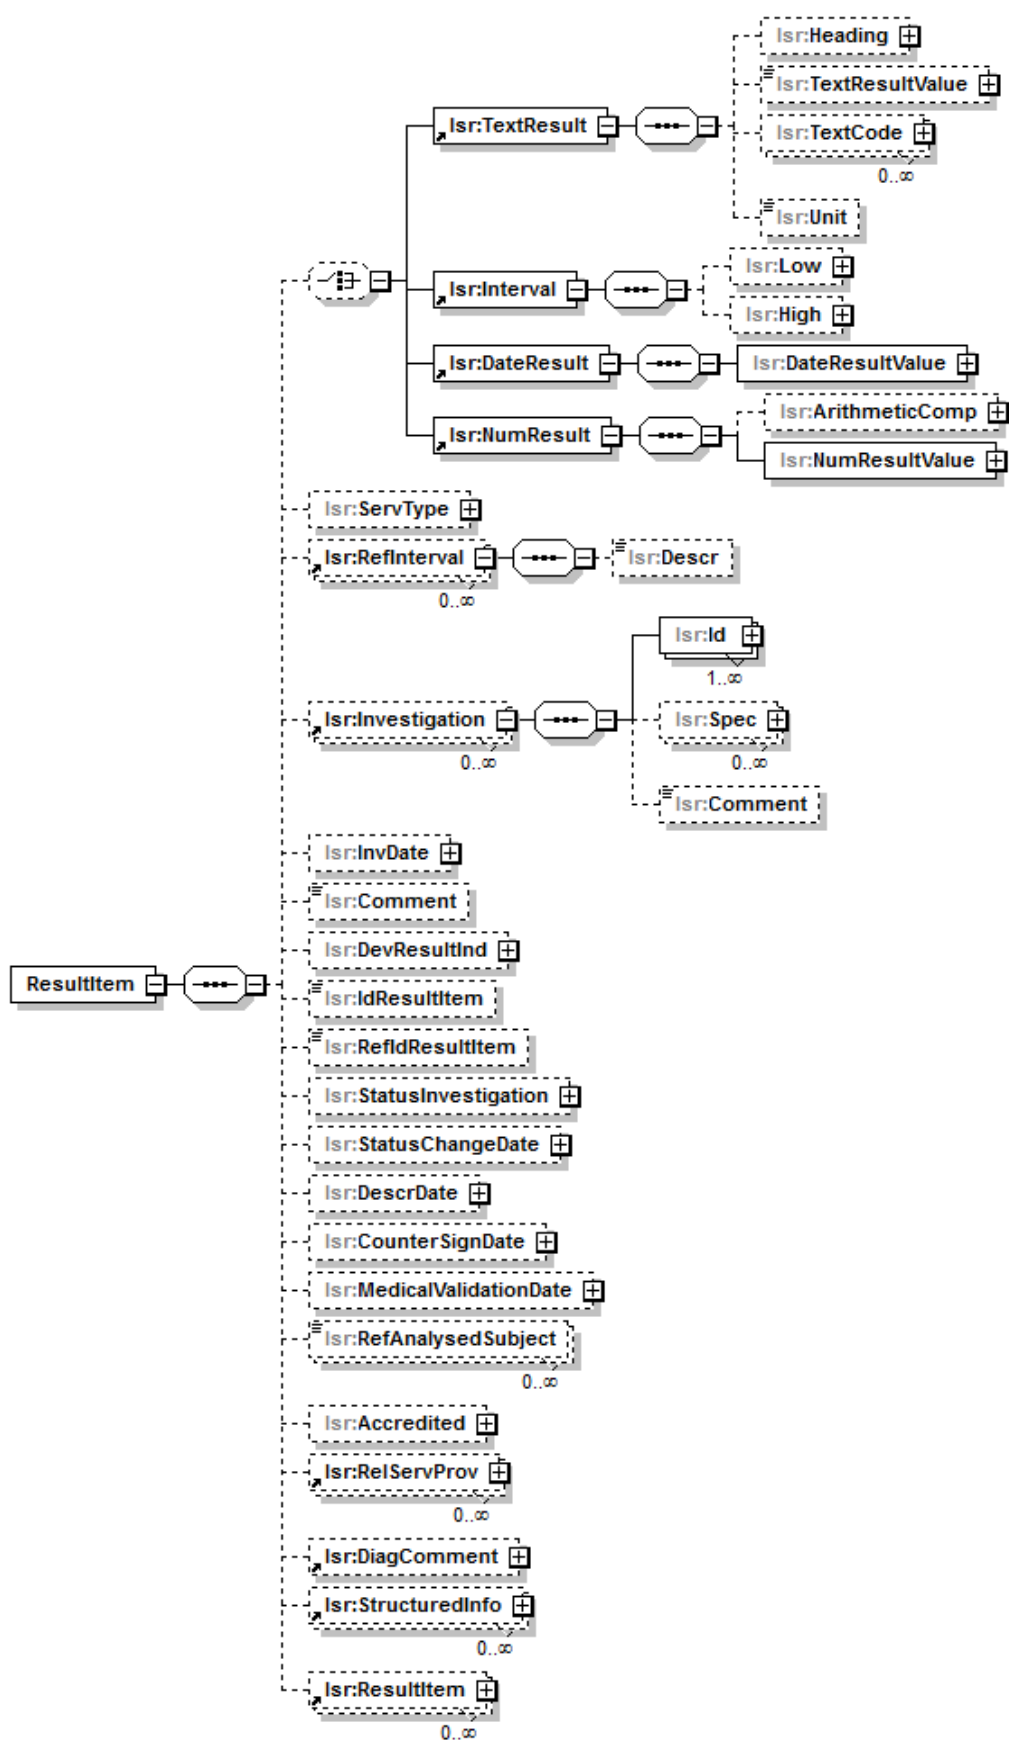 lsr:Heading
lsr:TextResultValue
lsr:TextResult
lsr:TextCode
0..∞
lsr:Unit
lsr:Low
lsr:Interval
lsr:High
lsr:DateResult
lsr:DateResultValue
lsr:ArithmeticComp
lsr:NumResult
lsr:NumResultValue
lsr:ServType
lsr:RefInterval
lsr:Descr
0..∞
lsr:Id
1..∞
lsr:Investigation
lsr:Spec
0..∞
0..∞
lsr:Comment
lsr:InvDate
lsr:Comment
lsr:DevResultInd
ResultItem
lsr:IdResultItem
lsr:RefIdResultItem
lsr:StatusInvestigation
lsr:StatusChangeDate
lsr:DescrDate
lsr:CounterSignDate
lsr:MedicalValidationDate
lsr:RefAnalysedSubject
0..∞
lsr:Accredited
lsr:RelServProv
0..∞
lsr:DiagComment
lsr:StructuredInfo
0..∞
lsr:ResultItem
0..∞